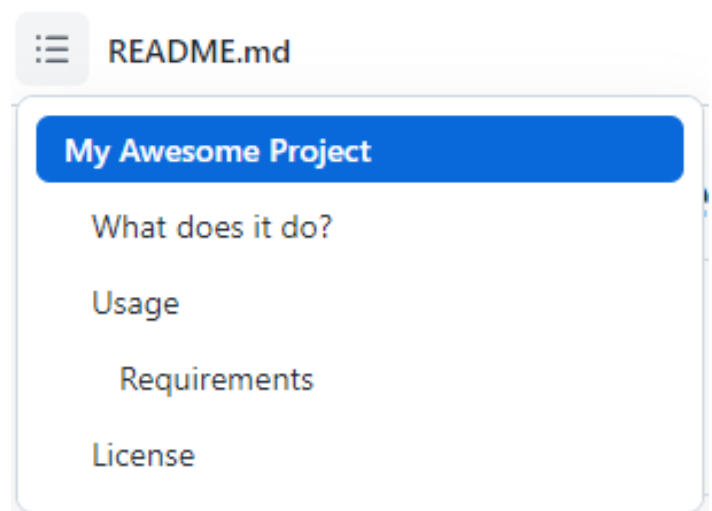 README.md
My Awesome Project
What does it do?
Usage
Requirements
License